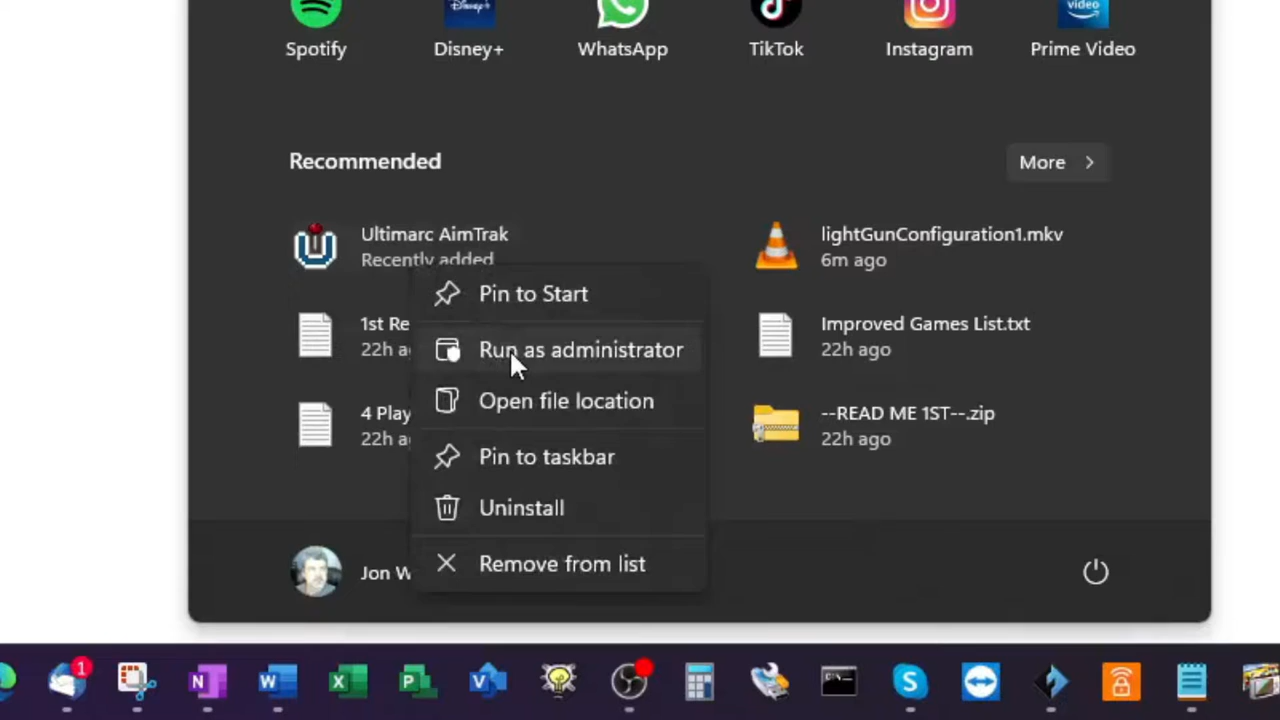 Spotify
Disney+
WhatsApp
TikTok
Instagram
Prime Video
Recommended
More
Ultimarc AimTrak
Recently added
lightGunConfiguration1.mkv
6m ago
Pin to Start
1st Re
22h a
Improved Games List.txt
22h ago
Run as administrator
Open file location
4 Play
22h a
--READ ME 1ST--.zip
22h ago
Pin to taskbar
Uninstall
Remove from list
Jon W
1